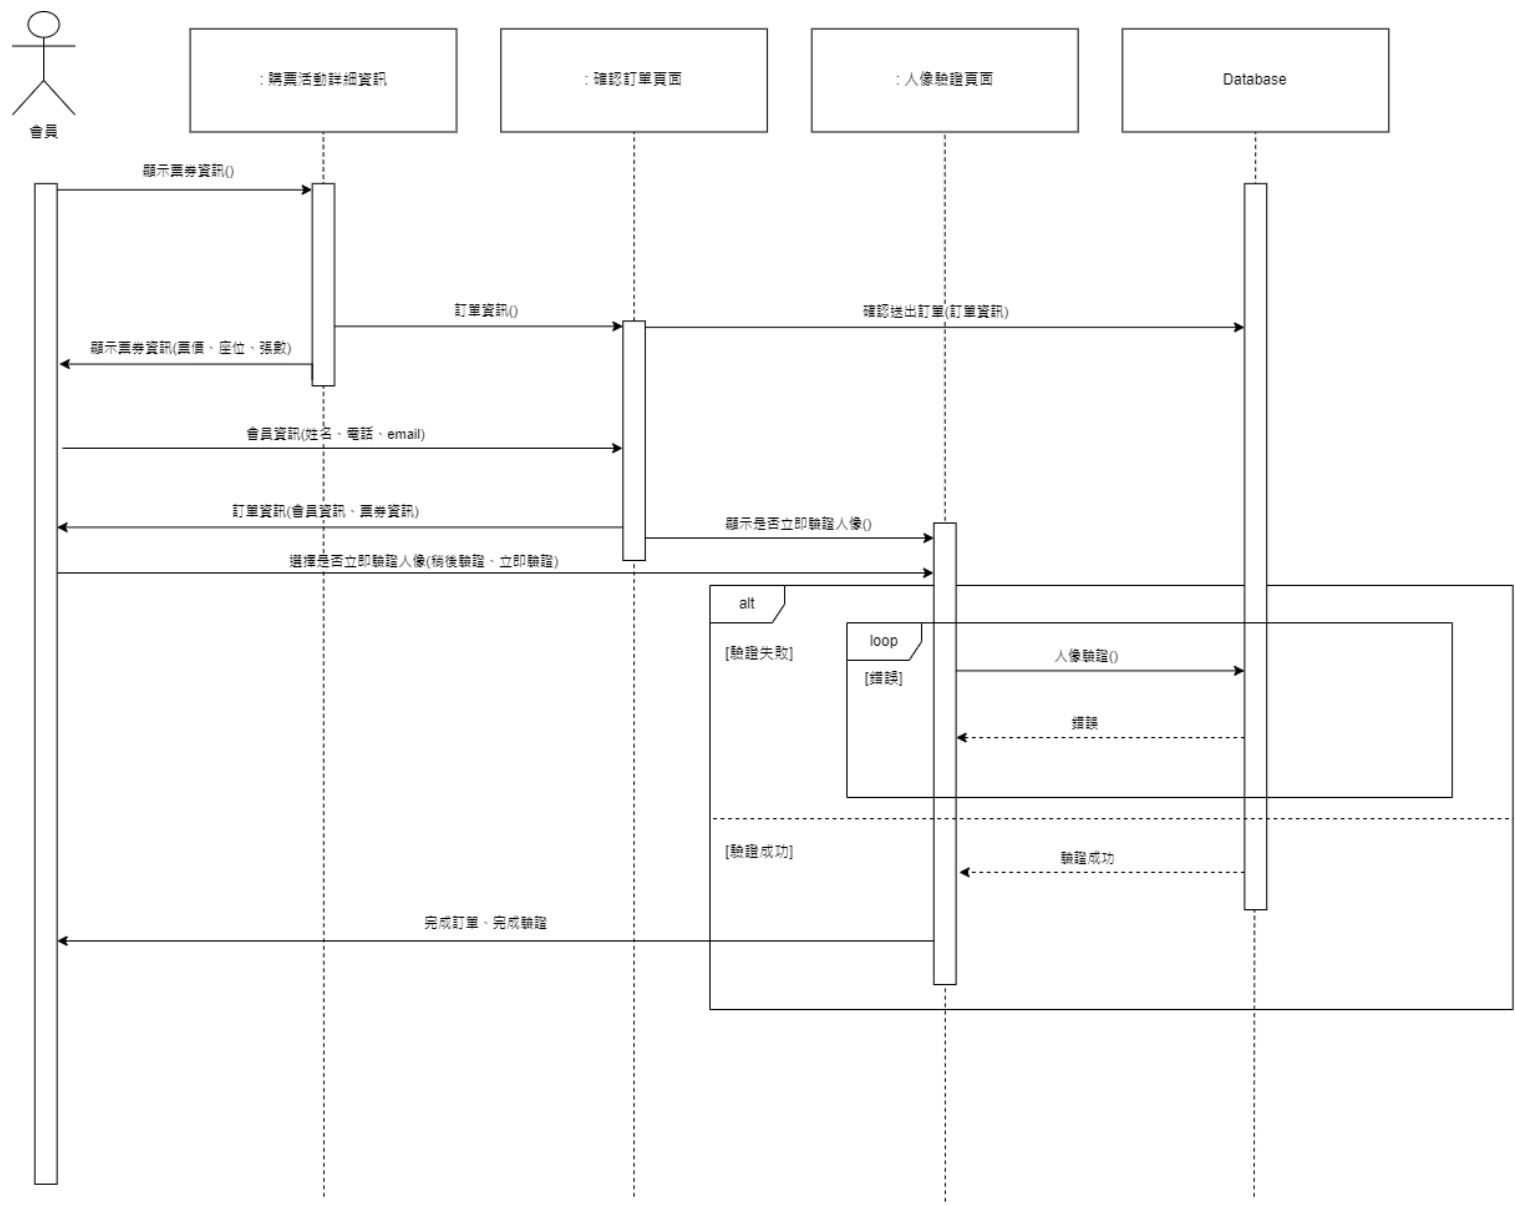 會員
: 購票活動詳細資訊
: 確認訂單頁面
: 人像驗證頁面
Database
顯示票券資訊()
訂單資訊()
確認送出訂單(訂單資訊)
顯示票券資訊(票價、座位、張數)
會員資訊(姓名、電話、email)
訂單資訊(會員資訊、票券資訊)
顯示是否立即驗證人像()
選擇是否立即驗證人像(稍後驗證、立即驗證)
alt
loop
[驗證失敗]
人像驗證()
[錯誤]
錯誤
[驗證成功]
驗證成功
完成訂單、完成驗證